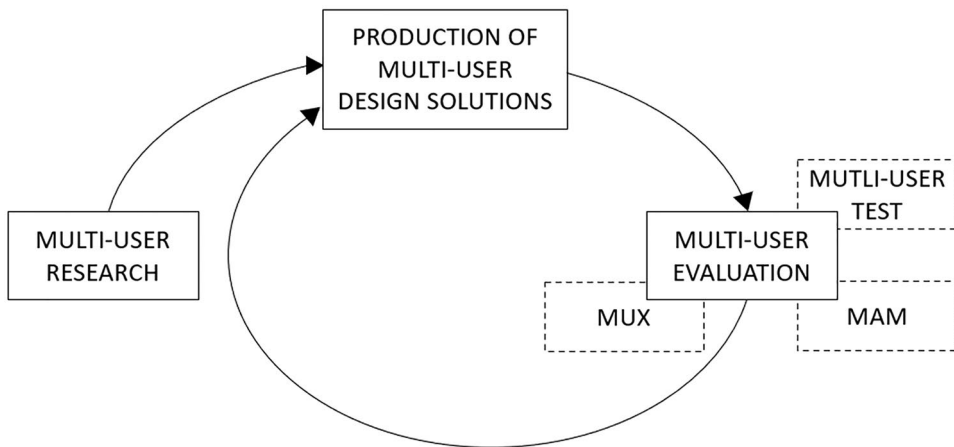 PRODUCTION OF
MULTI-USER
DESIGN SOLUTIONS
MUTLI-USER
TEST
MULTI-USER
RESEARCH
MULTI-USER
EVALUATION
MUX
MAM